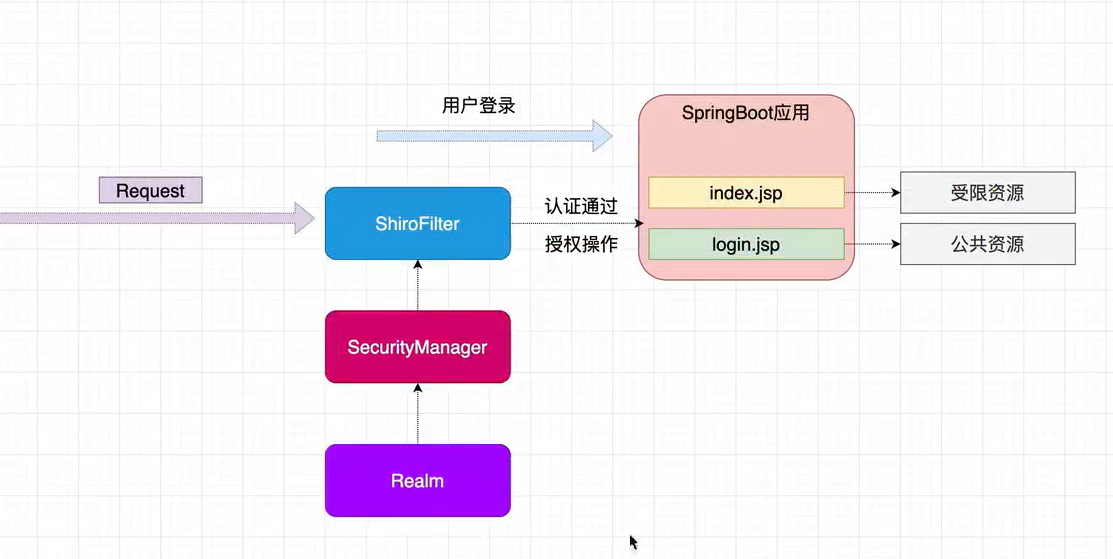 用户登录
SpringBoot应用
Request
index.jsp
受限资源
ShiroFilter
认证通过
授权操作
login.jsp
公共资源
SecurityManager
Realm